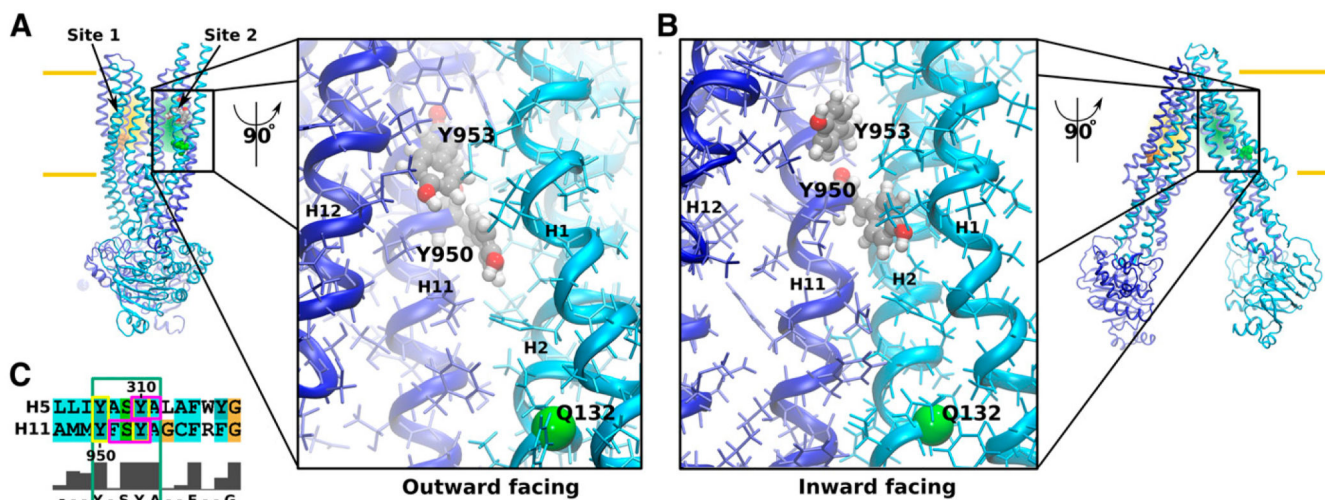 A
Site 1
Site 2
90°
Y953
H12
H1
Y950
H11
H2
Q132
Outward facing
B
Y953
Y950
H12
H1
H11
H2
Q132
Inward facing
90°
C
310
H5 LLIYASYALAFWYG
H11 AMMYFSYAGCFRFG
950